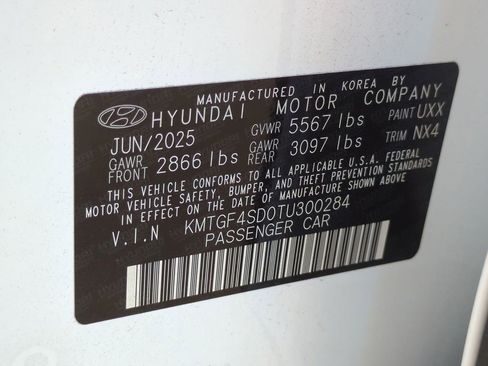 MANUFACTURED IN KOREA BY
HYUNDAI MOTOR COMPANY
JUN/2025 GVWR 5567 lbs PAINT UXX
GAWR FRONT 2866 lbs GAWR REAR 3097 lbs TRIM NX4
THIS VEHICLE CONFORMS TO ALL APPLICABLE U.S.A. FEDERAL
MOTOR VEHICLE SAFETY, BUMPER, AND THEFT PREVENTION STANDARDS
IN EFFECT ON THE DATE OF MANUFACTURE SHOWN ABOVE
V.I.N KMTGF4SD0TU300284
PASSENGER CAR